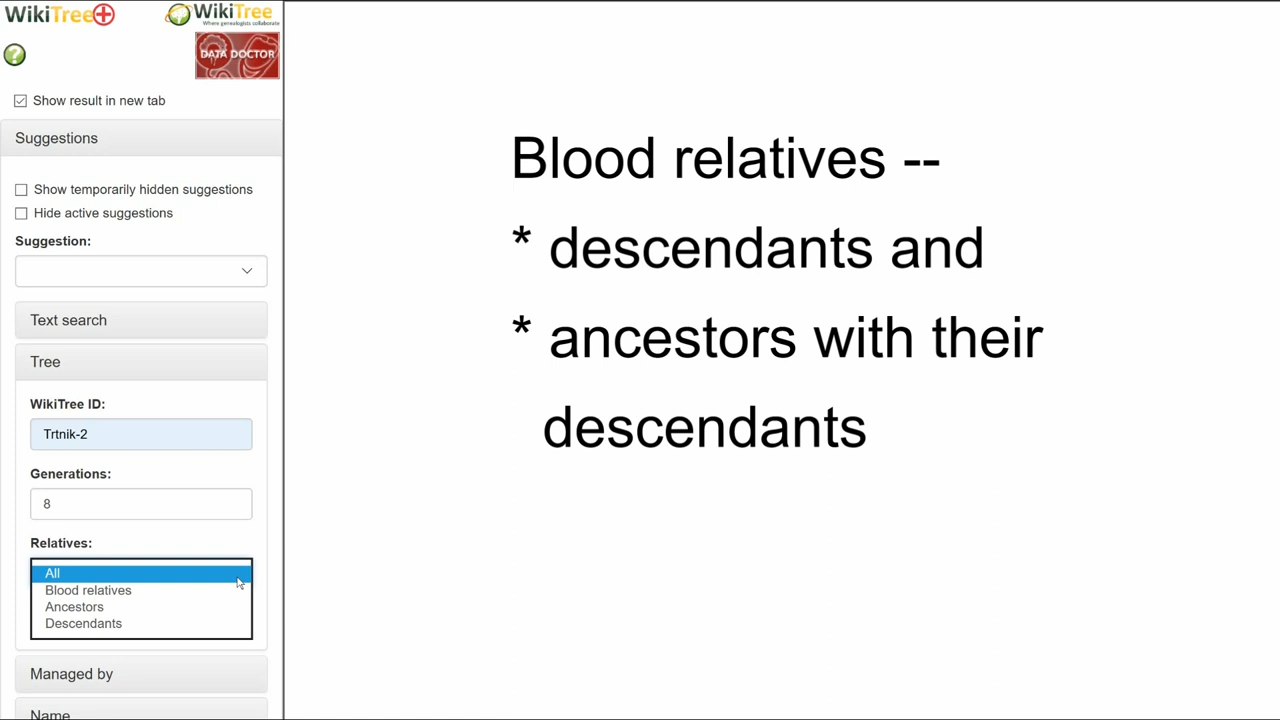 WikiTree+
WikiTree
Where genealogists collaborate
?
DATA DOCTOR
Show result in new tab
Suggestions
Show temporarily hidden suggestions
Hide active suggestions
Suggestion:
Text search
Tree
WikiTree ID:
Trtnik-2
Generations:
8
Relatives:
All
Blood relatives
Ancestors
Descendants
Managed by
Name
Blood relatives --
* descendants and
* ancestors with their
descendants